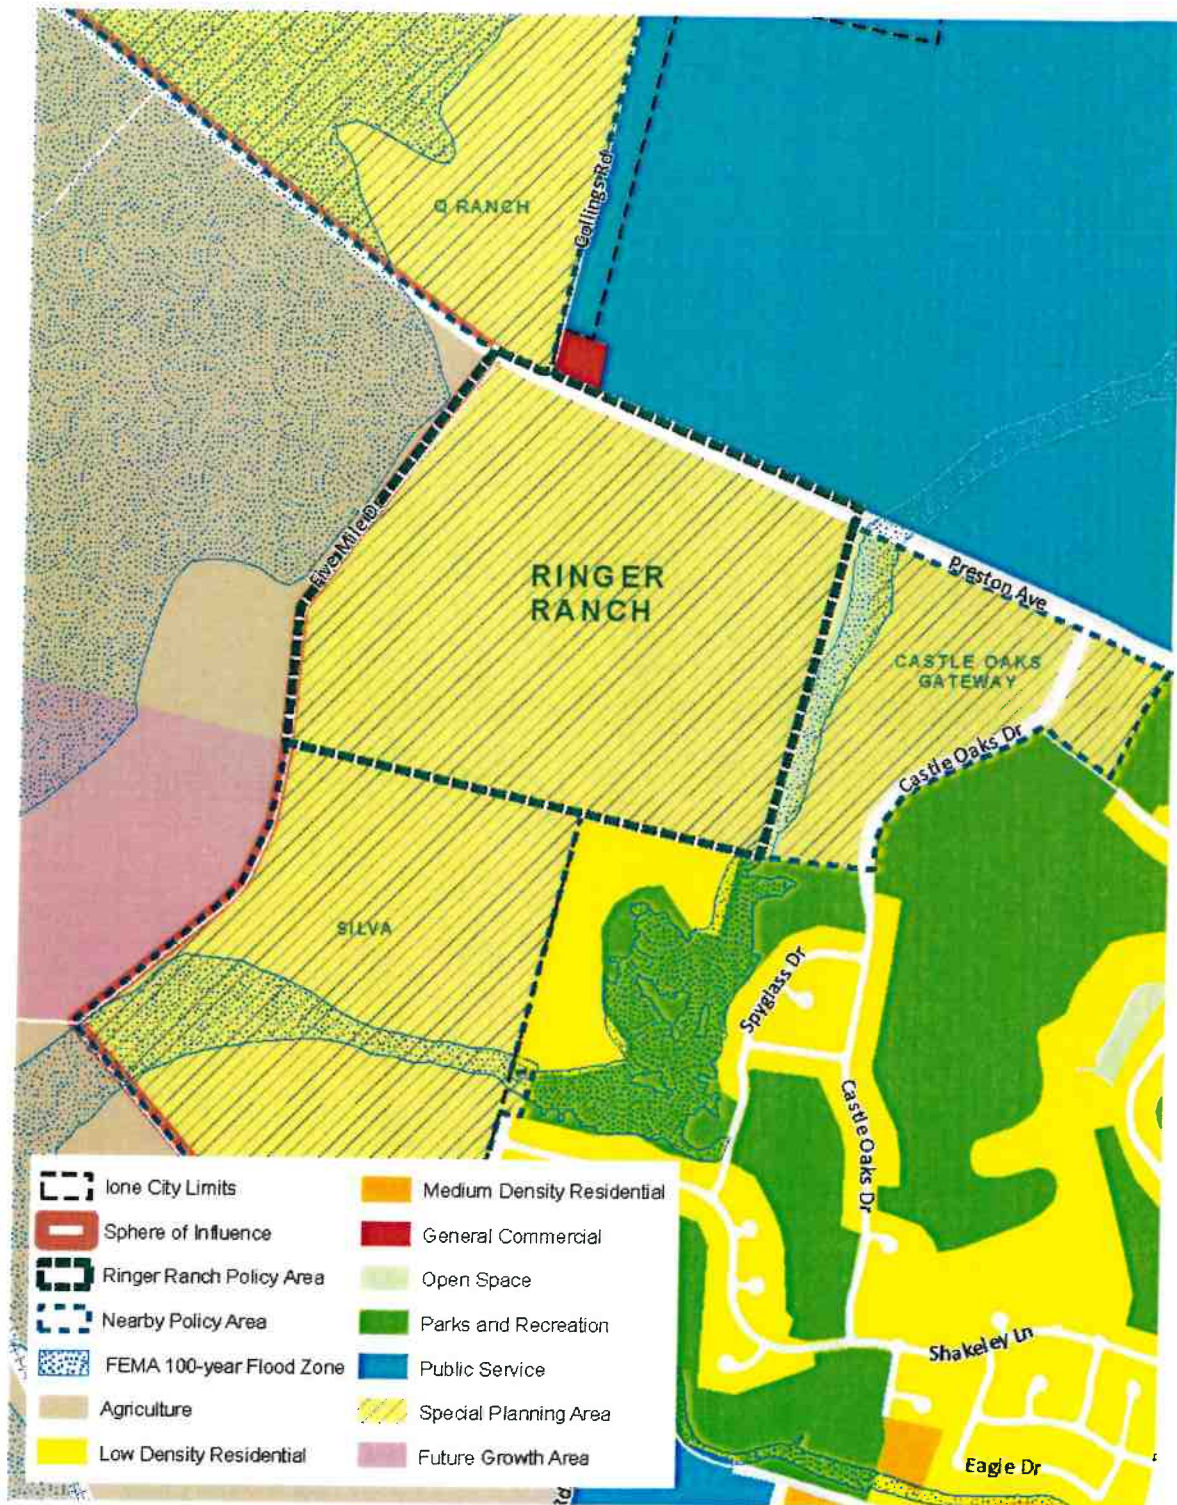 Q RANCH
Collings Rd
Five Mile Dr
RINGER
RANCH
Preston Ave
CASTLE OAKS
GATEWAY
Castle Oaks Dr
SILVA
Spyglass Dr
Castle Oaks Dr
Shakeley Ln
Eagle Dr
Rd
Ione City Limits
Sphere of Influence
Ringer Ranch Policy Area
Nearby Policy Area
FEMA 100-year Flood Zone
Agriculture
Low Density Residential
Medium Density Residential
General Commercial
Open Space
Parks and Recreation
Public Service
Special Planning Area
Future Growth Area